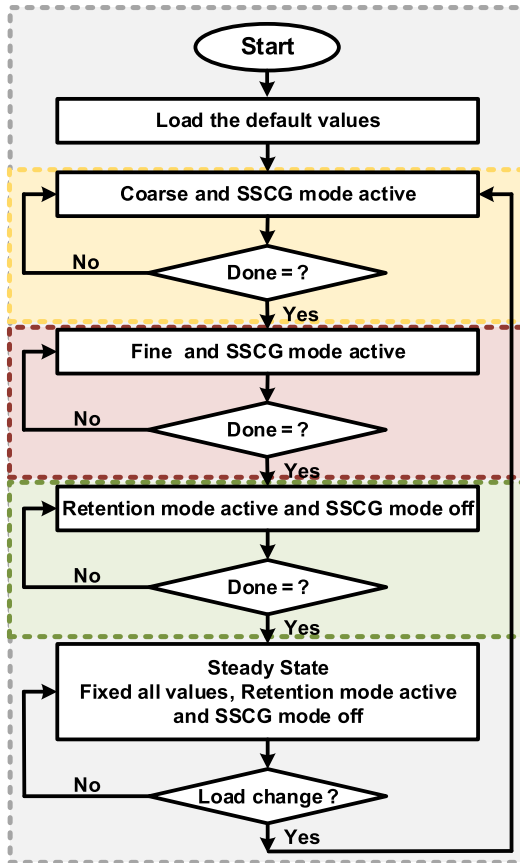 Start
Load the default values
Coarse and SSCG mode active
No
Done = ?
Yes
Fine and SSCG mode active
No
Done = ?
Yes
Retention mode active and SSCG mode off
No
Done = ?
Yes
Steady State
Fixed all values, Retention mode active
and SSCG mode off
No
Load change ?
Yes